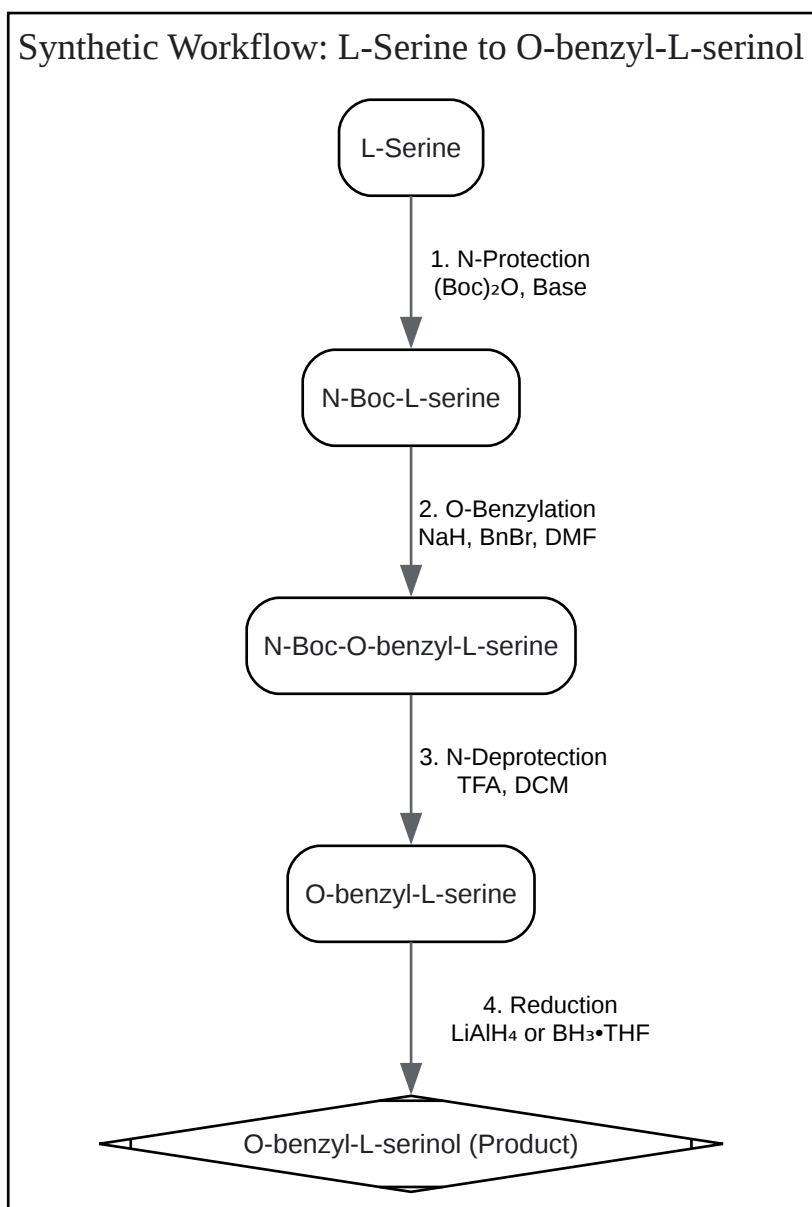 Synthetic Workflow: L-Serine to O-benzyl-L-serinol
L-Serine
1. N-Protection
(Boc)₂O, Base
N-Boc-L-serine
2. O-Benzylation
NaH, BnBr, DMF
N-Boc-O-benzyl-L-serine
3. N-Deprotection
TFA, DCM
O-benzyl-L-serine
4. Reduction
LiAlH₄ or BH₃•THF
O-benzyl-L-serinol (Product)